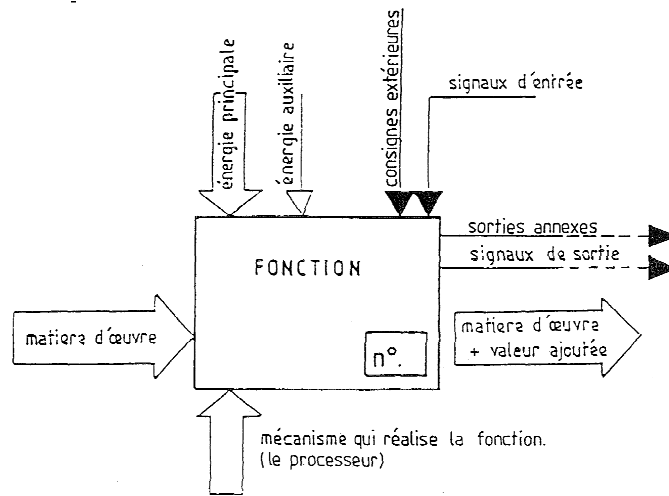 énergie principale
énergie auxiliaire
consignes extérieures
signaux d'entrée
sorties annexes
signaux de sortie
FONCTION
matiere d'œuvre
n°.
matiere d'œuvre
+ valeur ajoutée
mécanisme qui réalise la fonction.
(le processeur)